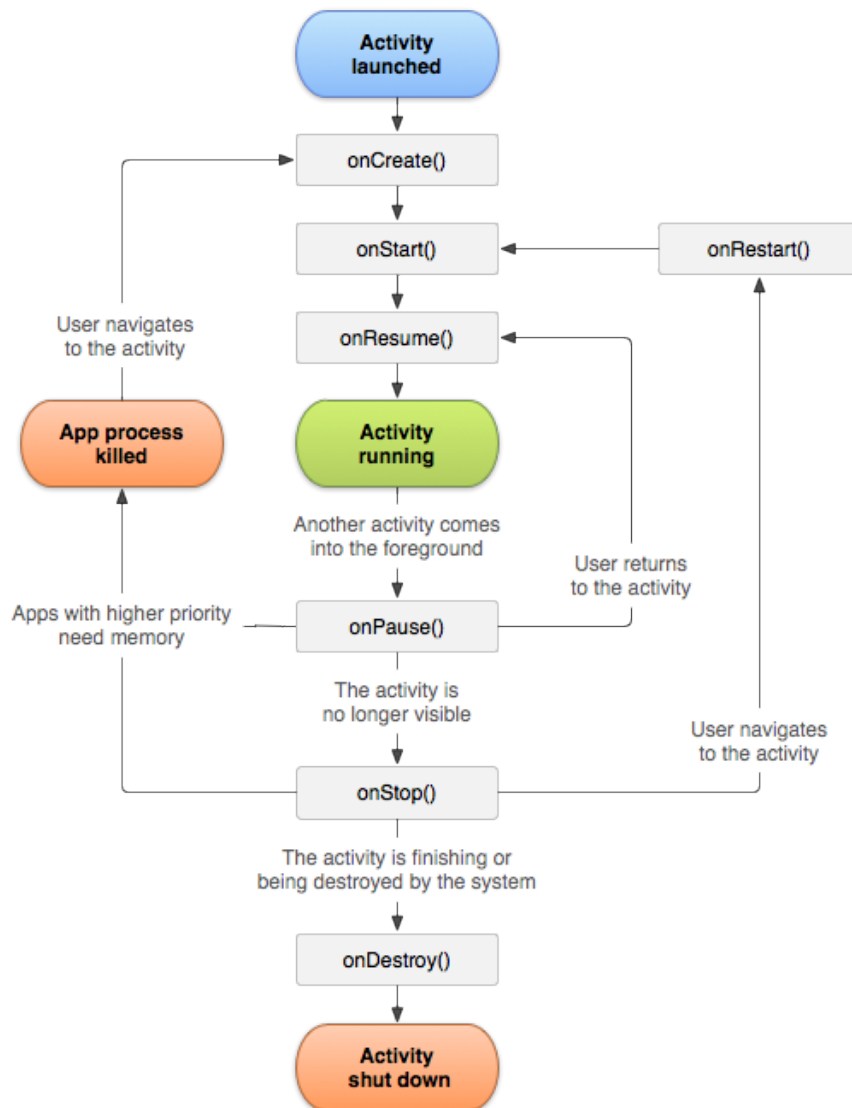 Activity
launched
onCreate()
onStart()
onRestart()
User navigates
to the activity
onResume()
App process
killed
Activity
running
Another activity comes
into the foreground
User returns
to the activity
Apps with higher priority
need memory
onPause()
The activity is
no longer visible
User navigates
to the activity
onStop()
The activity is finishing or
being destroyed by the system
onDestroy()
Activity
shut down